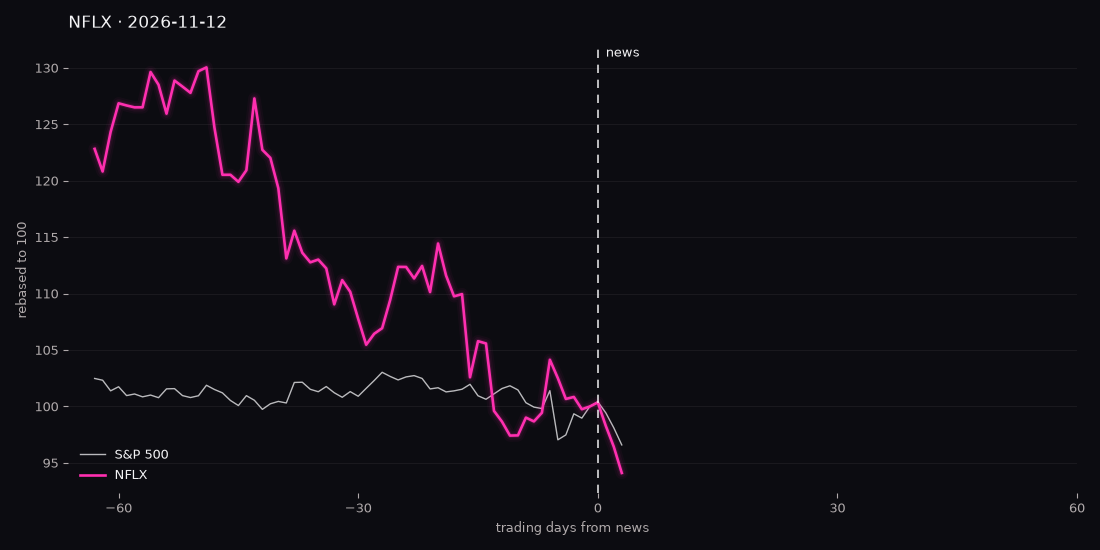 NFLX · 2026-11-12
news
130
125
120
115
110
105
100
95
rebased to 100
S&P 500
NFLX
−60
−30
0
30
60
trading days from news